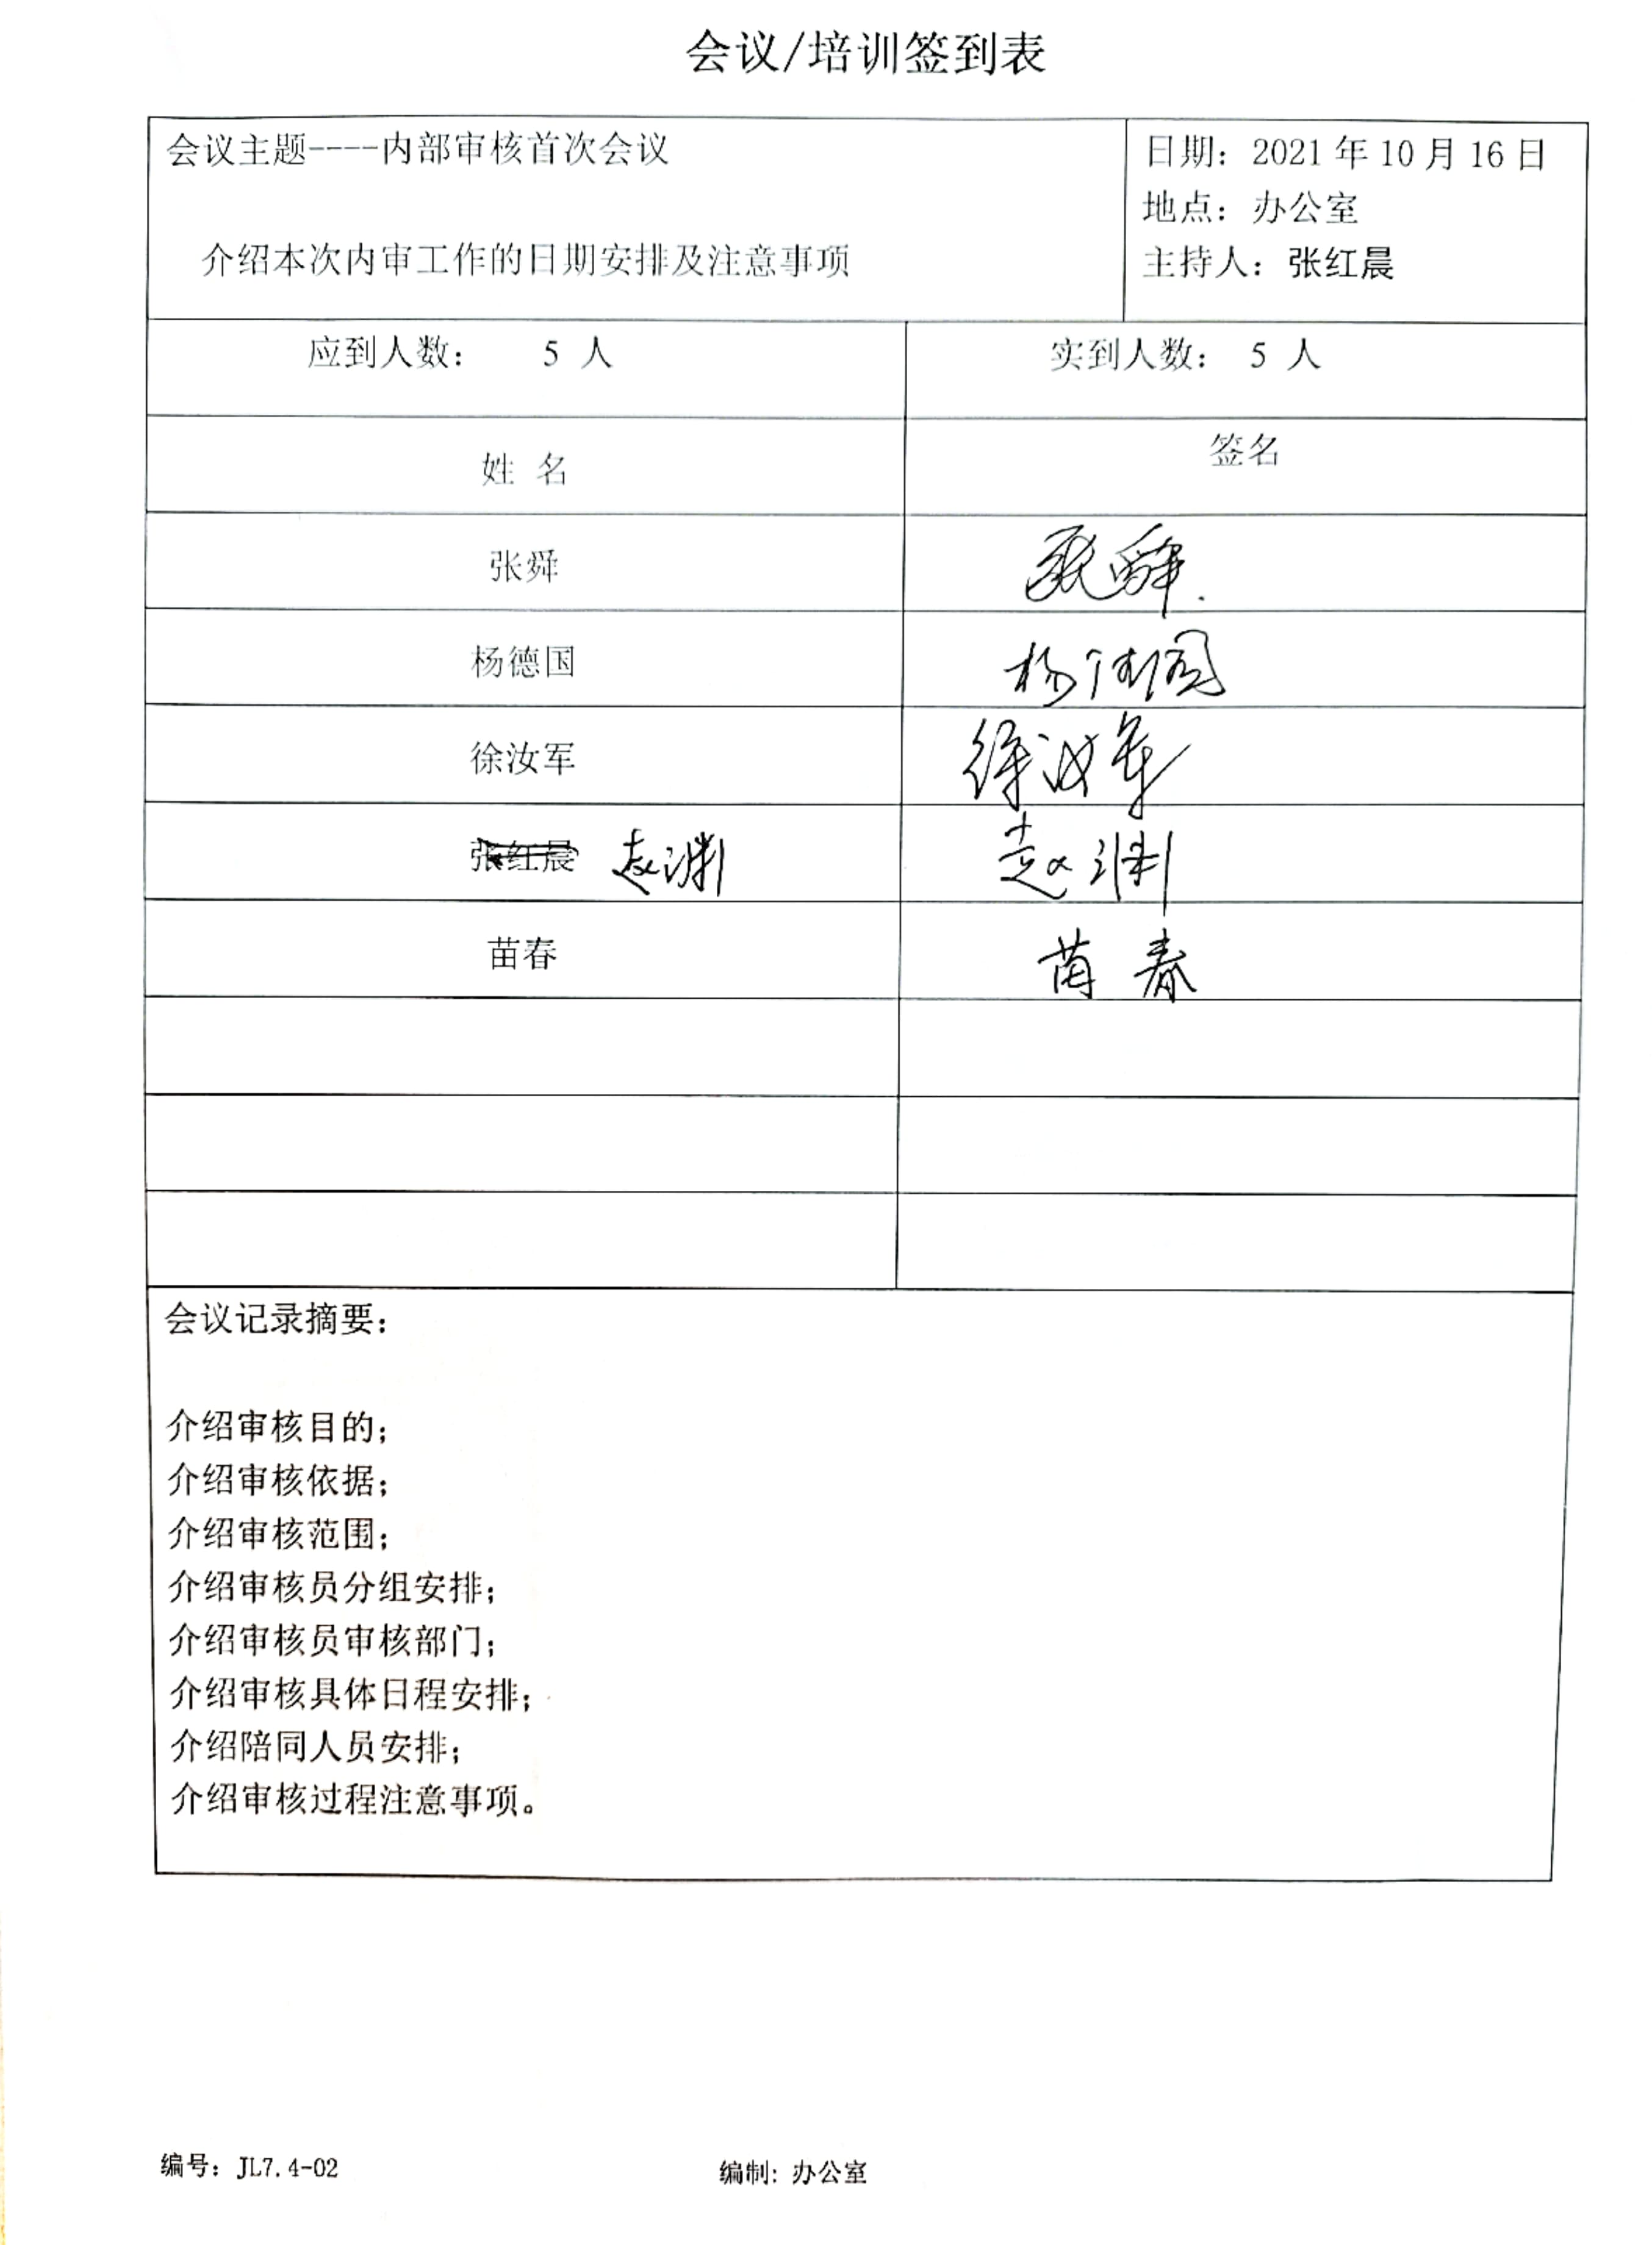 会议/培训签到表
会议主题----内部审核首次会议
介绍本次内审工作的日期安排及注意事项
日期：2021年10月16日
地点：办公室
主持人：张红晨
应到人数： 5 人
实到人数： 5 人
姓 名
签名
张舜
张舜.
杨德国
杨德国
徐汝军
徐汝军
张红晨 赵渊
赵渊
苗春
苗春
会议记录摘要：
介绍审核目的；
介绍审核依据；
介绍审核范围；
介绍审核员分组安排；
介绍审核员审核部门；
介绍审核具体日程安排；
介绍陪同人员安排；
介绍审核过程注意事项。
编号：JL7.4-02
编制：办公室